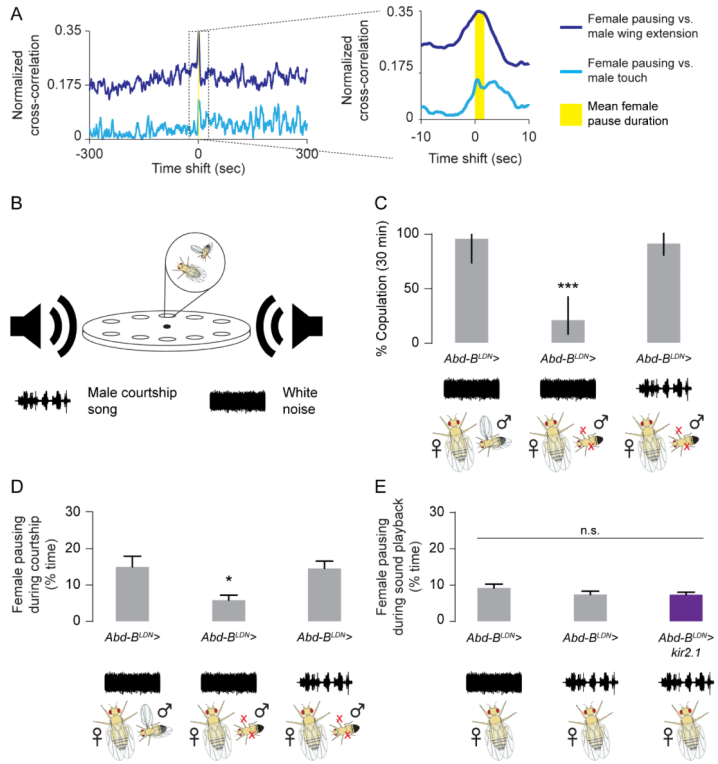 A
Normalized
cross-correlation
0.35
0.175
0
-300
0
300
Time shift (sec)
Normalized
cross-correlation
0.35
0.175
0
-10
0
10
Time shift (sec)
Female pausing vs.
male wing extension
Female pausing vs.
male touch
Mean female
pause duration
B
Male courtship
song
White
noise
C
% Copulation (30 min)
100
50
0
***
Abd-B^LDN> Abd-B^LDN> Abd-B^LDN>
♀ ♂ ♀ ♂ ♀ ♂
x x
x x
D
Female pausing
during courtship
(% time)
30
20
10
0
*
Abd-B^LDN> Abd-B^LDN> Abd-B^LDN>
♀ ♂ ♀ ♂ ♀ ♂
x x
x x
E
Female pausing
during sound playback
(% time)
30
20
10
0
n.s.
Abd-B^LDN> Abd-B^LDN> Abd-B^LDN>
kir2.1
♀ ♀ ♀